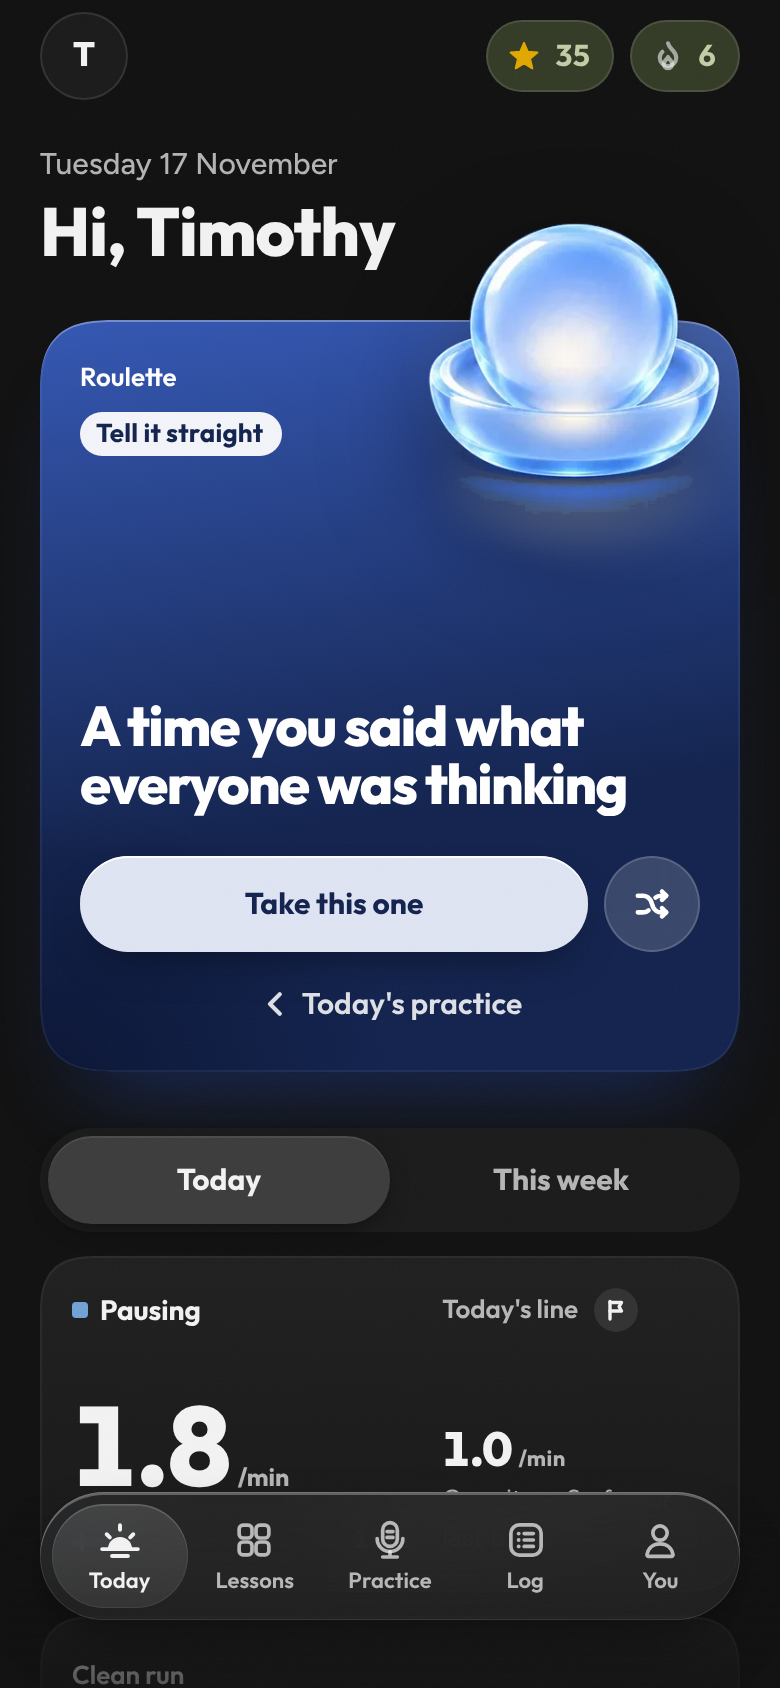 T
35
6
Tuesday 17 November
Hi, Timothy
Roulette
Tell it straight
A time you said what
everyone was thinking
Take this one
Today's practice
Today
This week
Pausing
Today's line
1.8 /min
1.0 /min
Today
Lessons
Practice
Log
You
Clean run